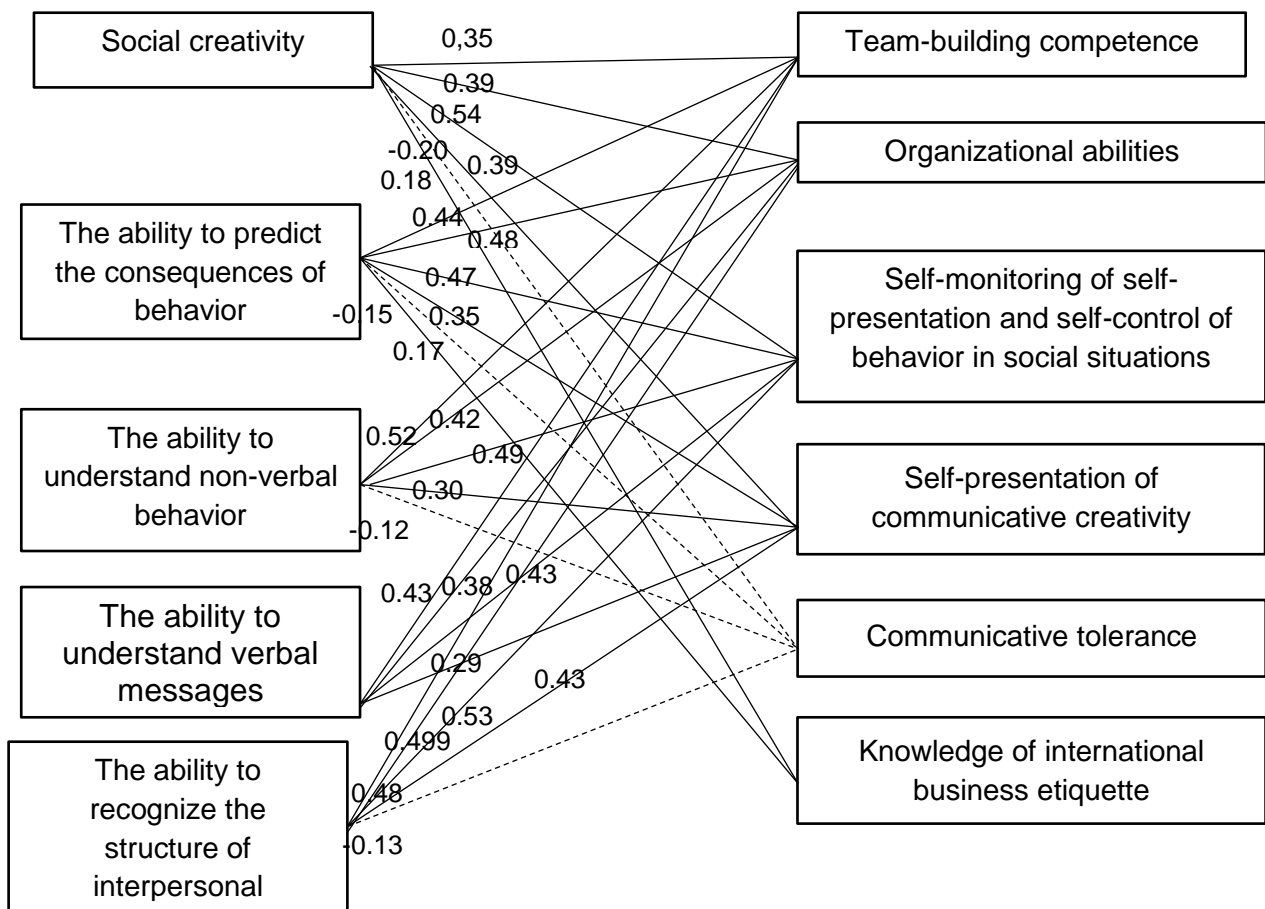 Social creativity
0,35
Team-building competence
0.39
0.54
Organizational abilities
-0.20
0.39
0.18
The ability to predict
the consequences of
behavior
0.44
0.48
0.47
-0.15
0.35
0.17
Self-monitoring of self-
presentation and self-control of
behavior in social situations
The ability to
understand non-verbal
behavior
0.42
0.52
0.49
0.30
-0.12
Self-presentation of
communicative creativity
The ability to
understand verbal
messages
0.43
0.38
0.43
0.29
0.43
Communicative tolerance
0.53
0.499
0.48
-0.13
Knowledge of international
business etiquette
The ability to
recognize the
structure of
interpersonal